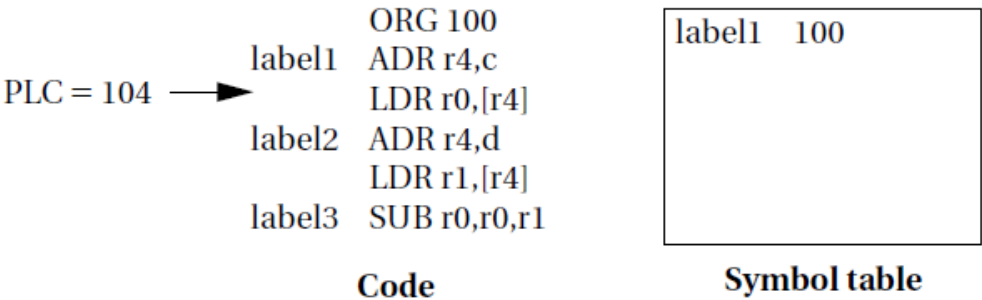 ORG 100
label1 ADR r4,c
PLC = 104
LDR r0,[r4]
label2 ADR r4,d
LDR r1,[r4]
label3 SUB r0,r0,r1
Code
label1 100
Symbol table